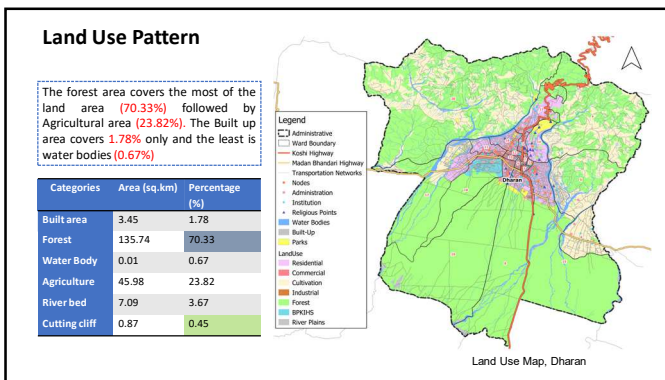 Land Use Pattern
The forest area covers the most of the
land area (70.33%) followed by
Agricultural area (23.82%). The Built up
area covers 1.78% only and the least is
water bodies (0.67%)
Categories Area (sq.km) Percentage
(%)
Built area 3.45 1.78
Forest 135.74 70.33
Water Body 0.01 0.67
Agriculture 45.98 23.82
River bed 7.09 3.67
Cutting cliff 0.87 0.45
Legend
Administrative
Ward Boundary
Koshi Highway
Madan Bhandari Highway
Transportation Networks
Nodes
Administration
Institution
Religious Points
Water Bodies
Built-Up
Parks
LandUse
Residential
Commercial
Cultivation
Industrial
Forest
BPKIHS
River Plains
Dharan
Land Use Map, Dharan